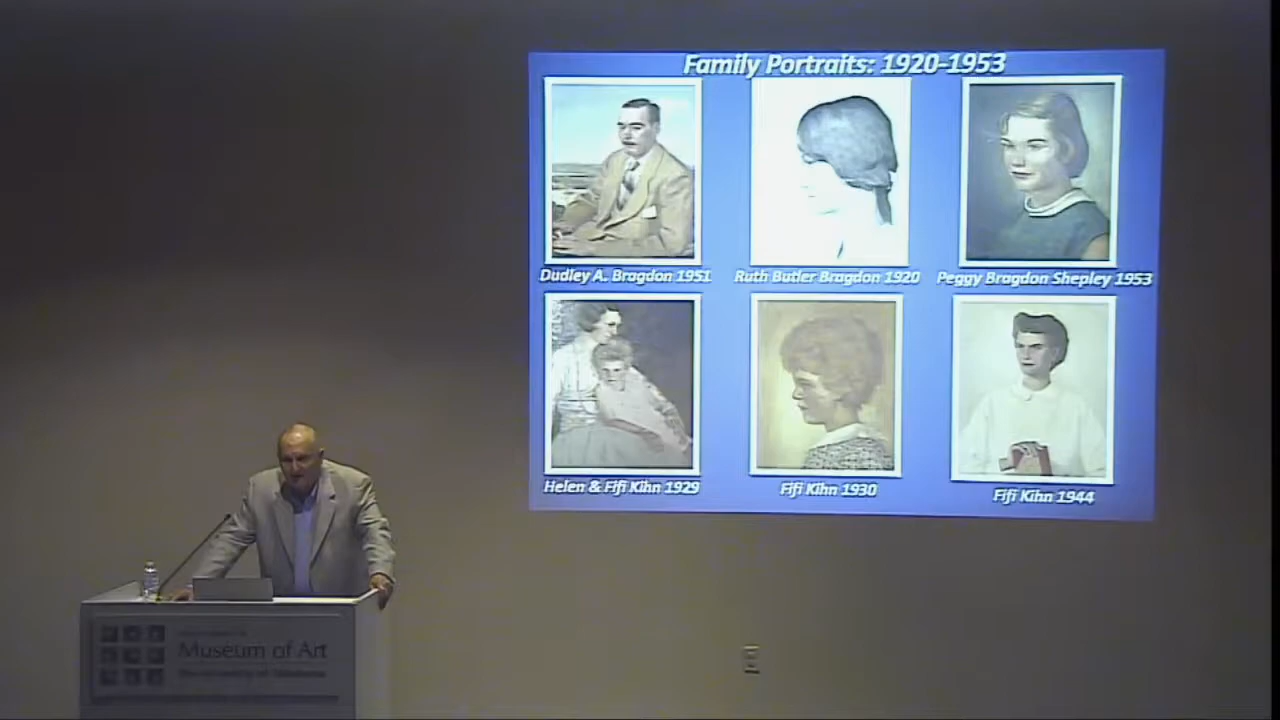 Family Portraits: 1920-1953
Dudley A. Bragdon 1951
Ruth Butler Bragdon 1920
Peggy Bragdon Shepley 1953
Helen & Fifi Kihn 1929
Fifi Kihn 1930
Fifi Kihn 1944
Museum of Art